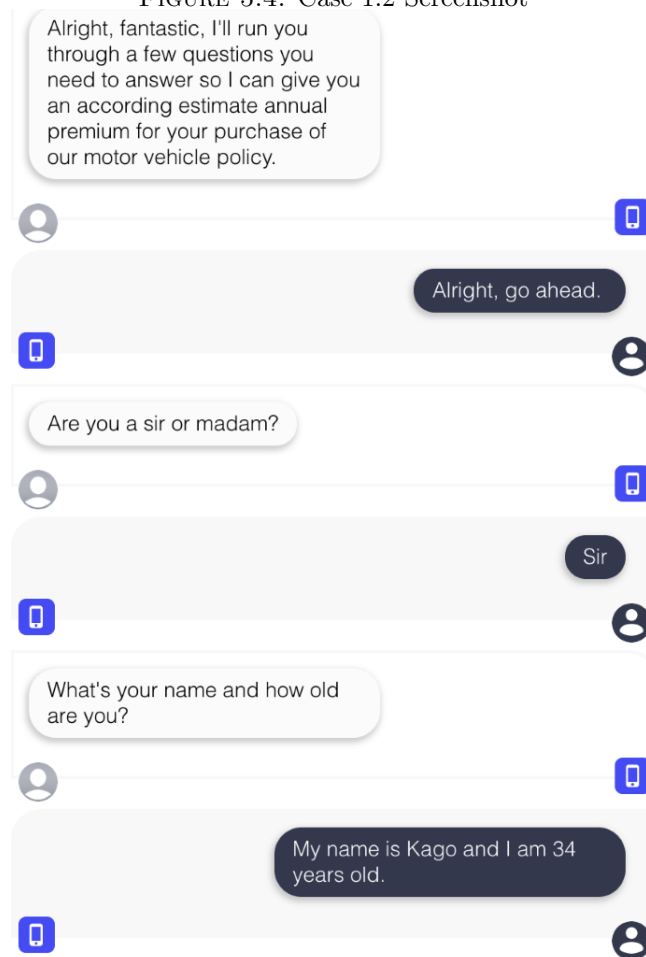 FIGURE 5.4: Case 1.2 Screenshot
Alright, fantastic, I'll run you
through a few questions you
need to answer so I can give you
an according estimate annual
premium for your purchase of
our motor vehicle policy.
Alright, go ahead.
Are you a sir or madam?
Sir
What's your name and how old
are you?
My name is Kago and I am 34
years old.